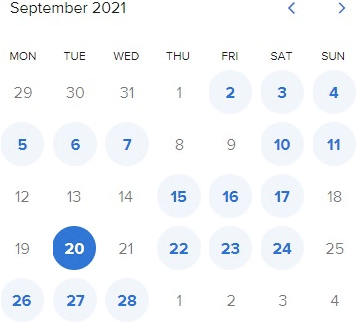 September 2021
MON TUE WED THU FRI SAT SUN
29 30 31 1 2 3 4
5 6 7 8 9 10 11
12 13 14 15 16 17 18
19 20 21 22 23 24 25
26 27 28 1 2 3 4